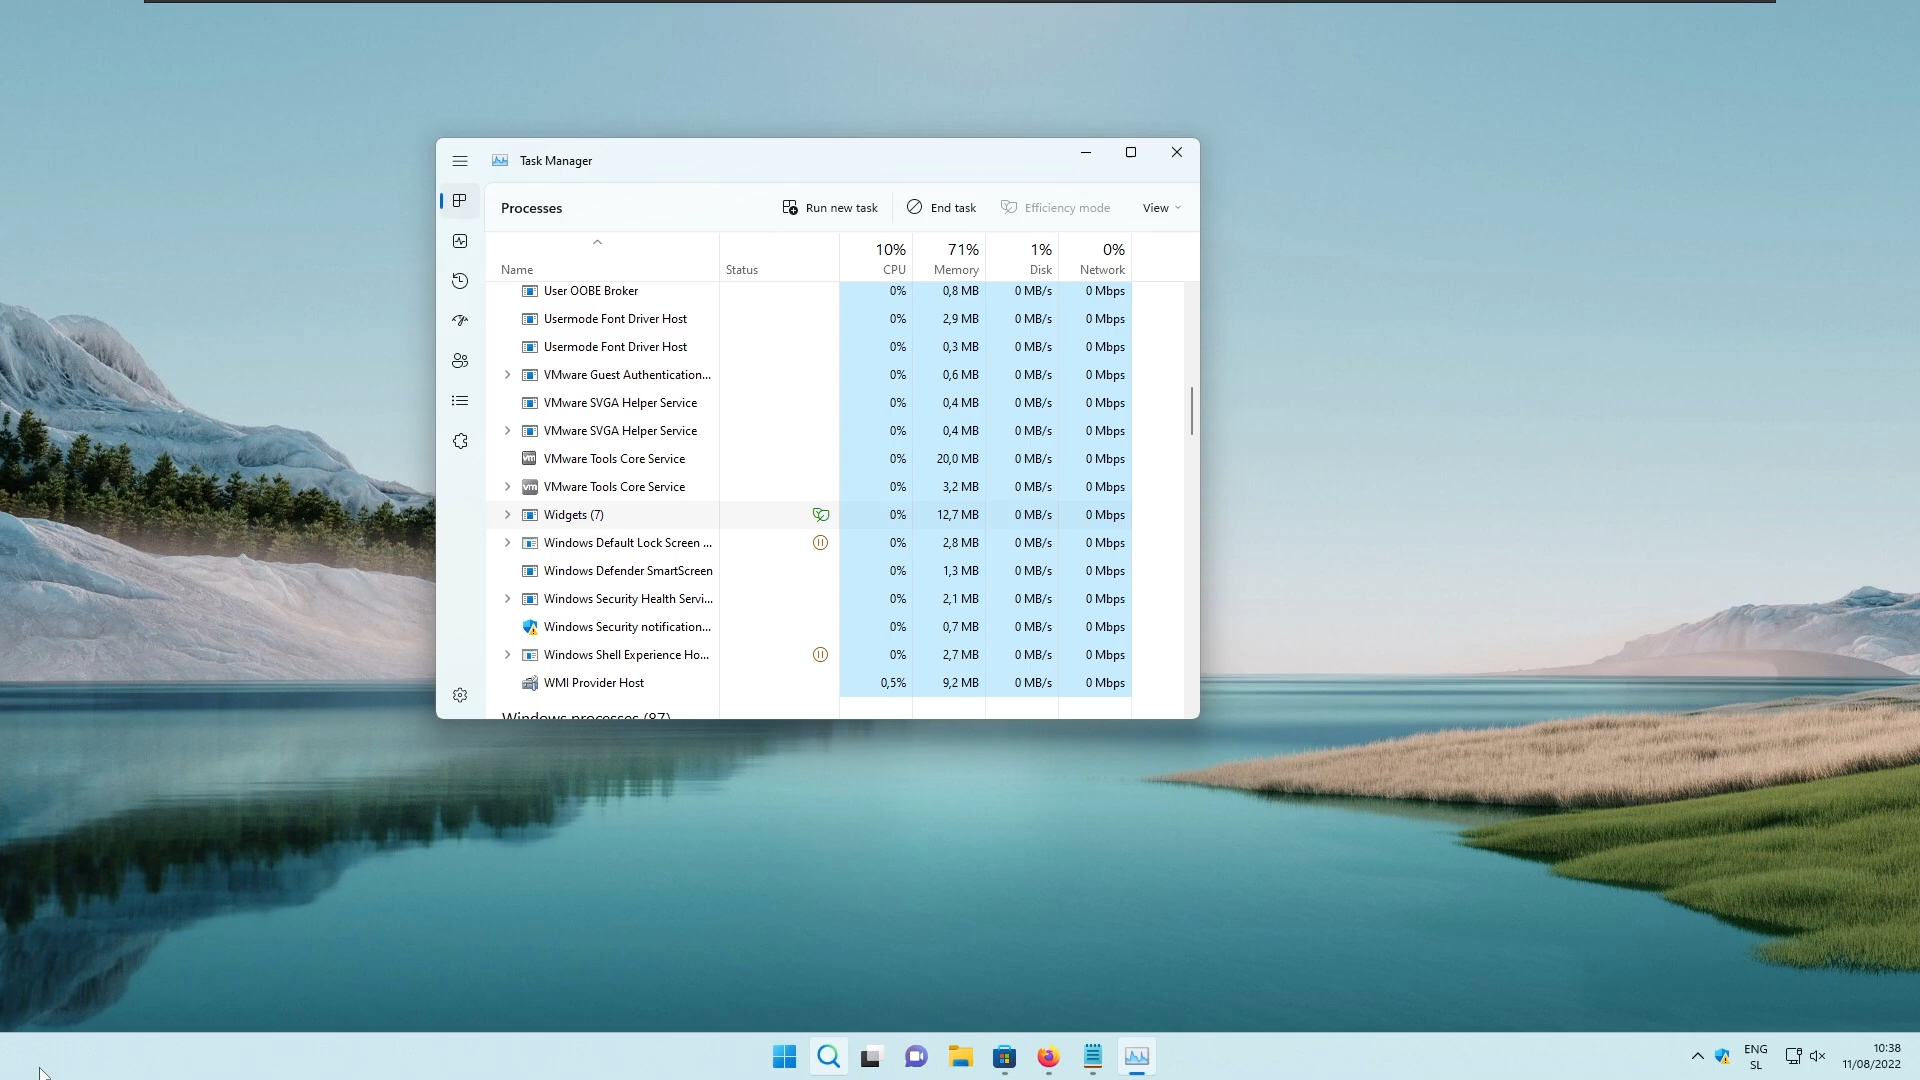 Task Manager
Processes
Run new task
End task
Efficiency mode
View
10% 71% 1% 0%
Name Status CPU Memory Disk Network
User OOBE Broker 0% 0,8 MB 0 MB/s 0 Mbps
Usermode Font Driver Host 0% 2,9 MB 0 MB/s 0 Mbps
Usermode Font Driver Host 0% 0,3 MB 0 MB/s 0 Mbps
VMware Guest Authentication... 0% 0,6 MB 0 MB/s 0 Mbps
VMware SVGA Helper Service 0% 0,4 MB 0 MB/s 0 Mbps
VMware SVGA Helper Service 0% 0,4 MB 0 MB/s 0 Mbps
vm VMware Tools Core Service 0% 20,0 MB 0 MB/s 0 Mbps
vm VMware Tools Core Service 0% 3,2 MB 0 MB/s 0 Mbps
Widgets (7) 0% 12,7 MB 0 MB/s 0 Mbps
Windows Default Lock Screen ... 0% 2,8 MB 0 MB/s 0 Mbps
Windows Defender SmartScreen 0% 1,3 MB 0 MB/s 0 Mbps
Windows Security Health Servi... 0% 2,1 MB 0 MB/s 0 Mbps
Windows Security notification... 0% 0,7 MB 0 MB/s 0 Mbps
Windows Shell Experience Ho... 0% 2,7 MB 0 MB/s 0 Mbps
WMI Provider Host 0,5% 9,2 MB 0 MB/s 0 Mbps
Windows processes (87)
ENG
SL
10:38
11/08/2022